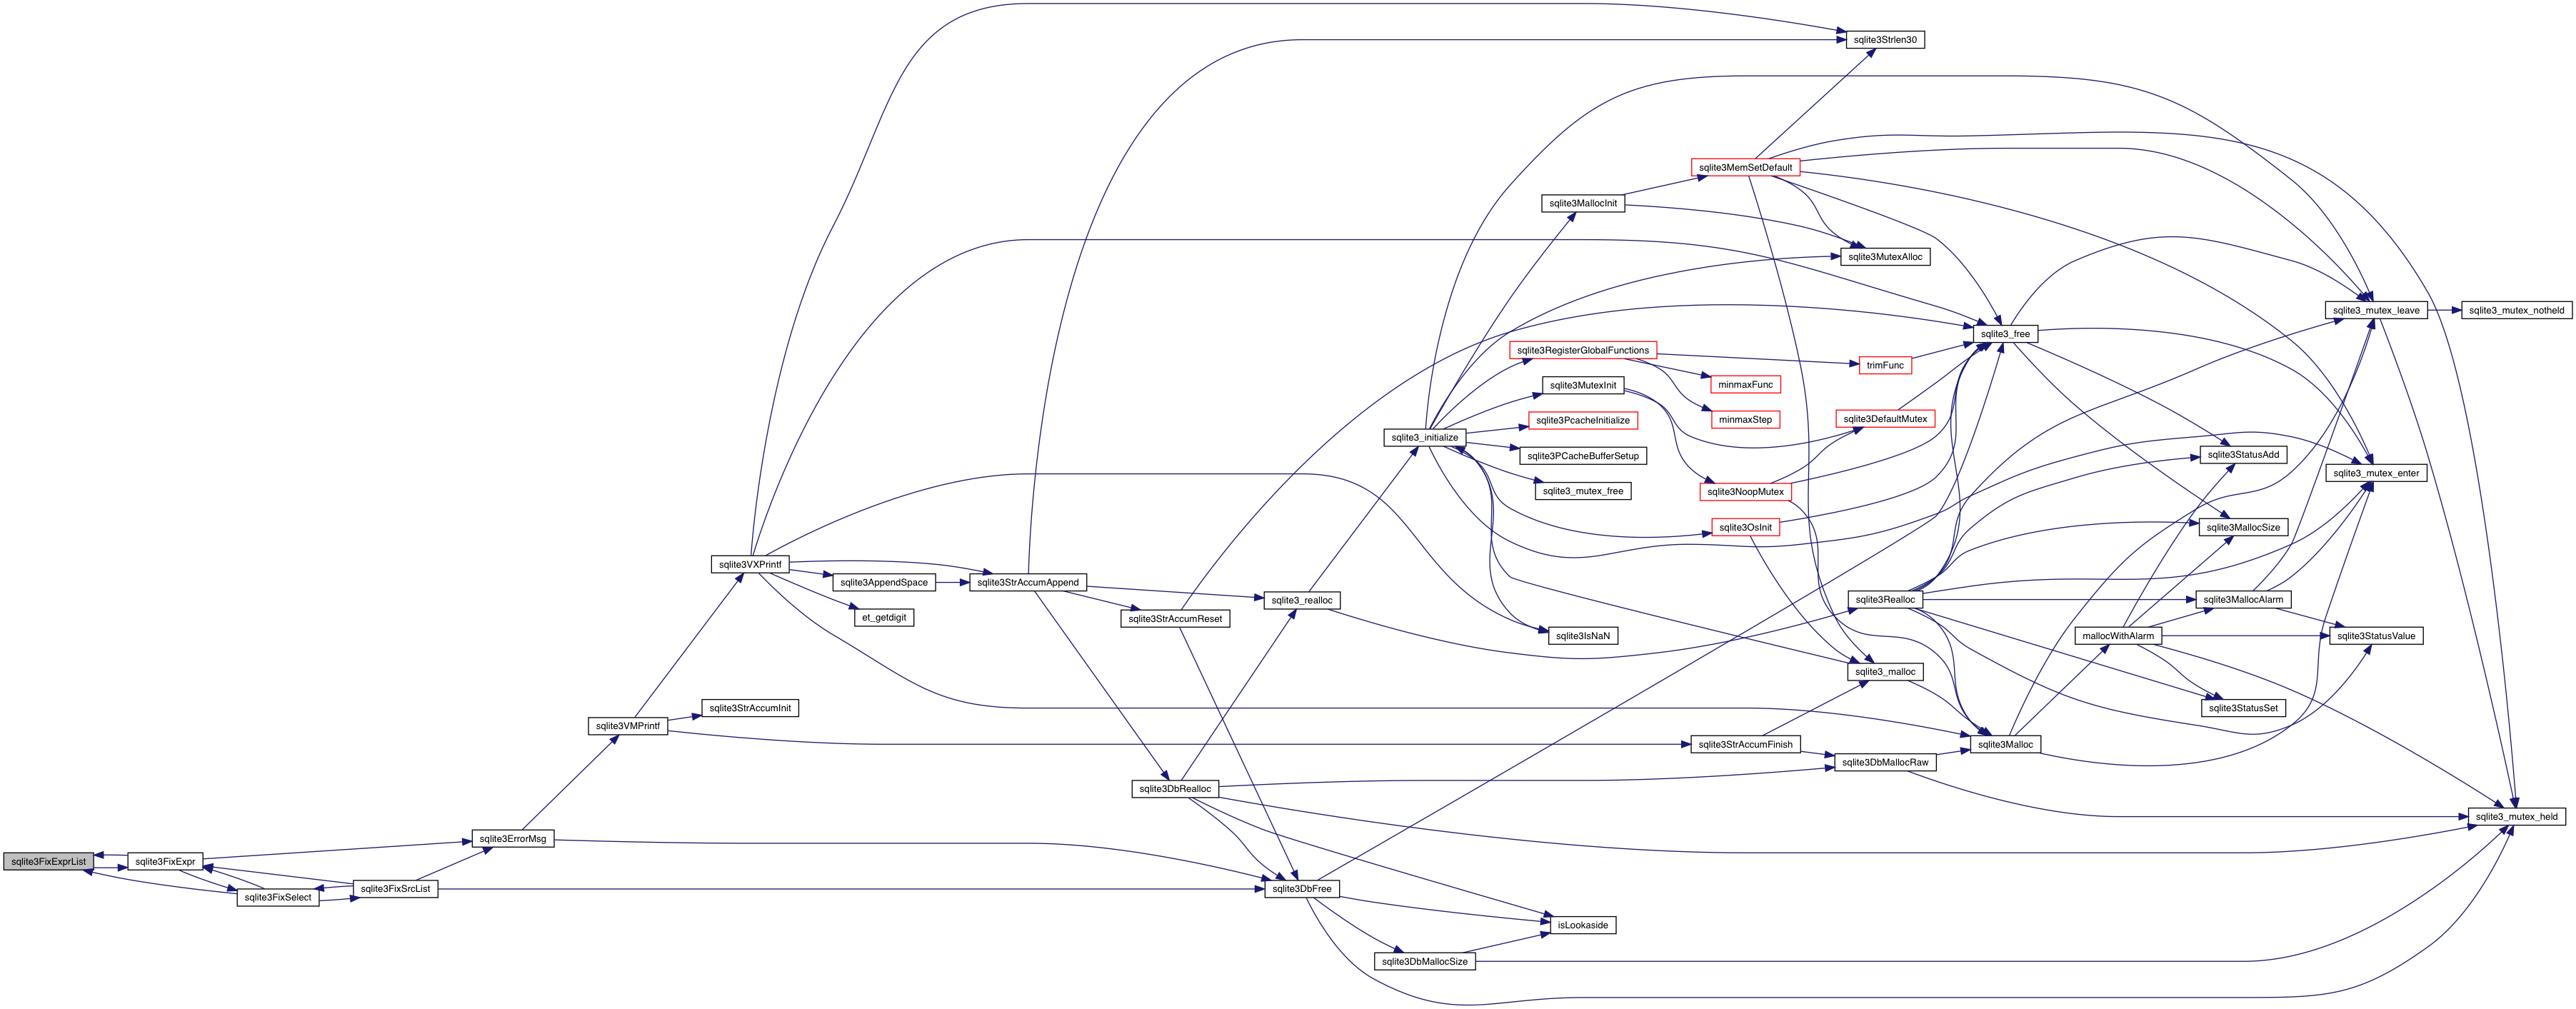 sqlite3Strlen30
sqlite3MemSetDefault
sqlite3MallocInit
sqlite3MutexAlloc
sqlite3_mutex_leave
sqlite3_mutex_notheld
sqlite3_free
sqlite3RegisterGlobalFunctions
trimFunc
sqlite3MutexInit
minmaxFunc
sqlite3PcacheInitialize
minmaxStep
sqlite3DefaultMutex
sqlite3_initialize
sqlite3PCacheBufferSetup
sqlite3StatusAdd
sqlite3_mutex_enter
sqlite3_mutex_free
sqlite3NoopMutex
sqlite3OsInit
sqlite3MallocSize
sqlite3VXPrintf
sqlite3AppendSpace
sqlite3StrAccumAppend
sqlite3_realloc
sqlite3Realloc
sqlite3MallocAlarm
et_getdigit
sqlite3StrAccumReset
sqlite3IsNaN
mallocWithAlarm
sqlite3StatusValue
sqlite3_malloc
sqlite3StrAccumInit
sqlite3StatusSet
sqlite3VMPrintf
sqlite3StrAccumFinish
sqlite3Malloc
sqlite3DbMallocRaw
sqlite3DbRealloc
sqlite3_mutex_held
sqlite3ErrorMsg
sqlite3FixExprList
sqlite3FixExpr
sqlite3FixSelect
sqlite3FixSrcList
sqlite3DbFree
isLookaside
sqlite3DbMallocSize